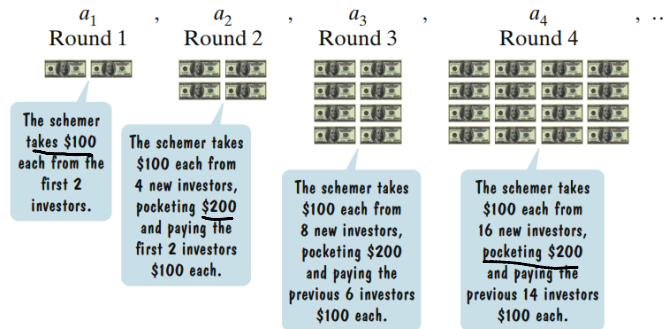 a1 , a2 , a3 , a4 , ..
Round 1 Round 2 Round 3 Round 4
The schemer
takes $100
each from the
first 2
investors.
The schemer takes
$100 each from
4 new investors,
pocketing $200
and paying the
first 2 investors
$100 each.
The schemer takes
$100 each from
8 new investors,
pocketing $200
and paying the
previous 6 investors
$100 each.
The schemer takes
$100 each from
16 new investors,
pocketing $200
and paying the
previous 14 investors
$100 each.